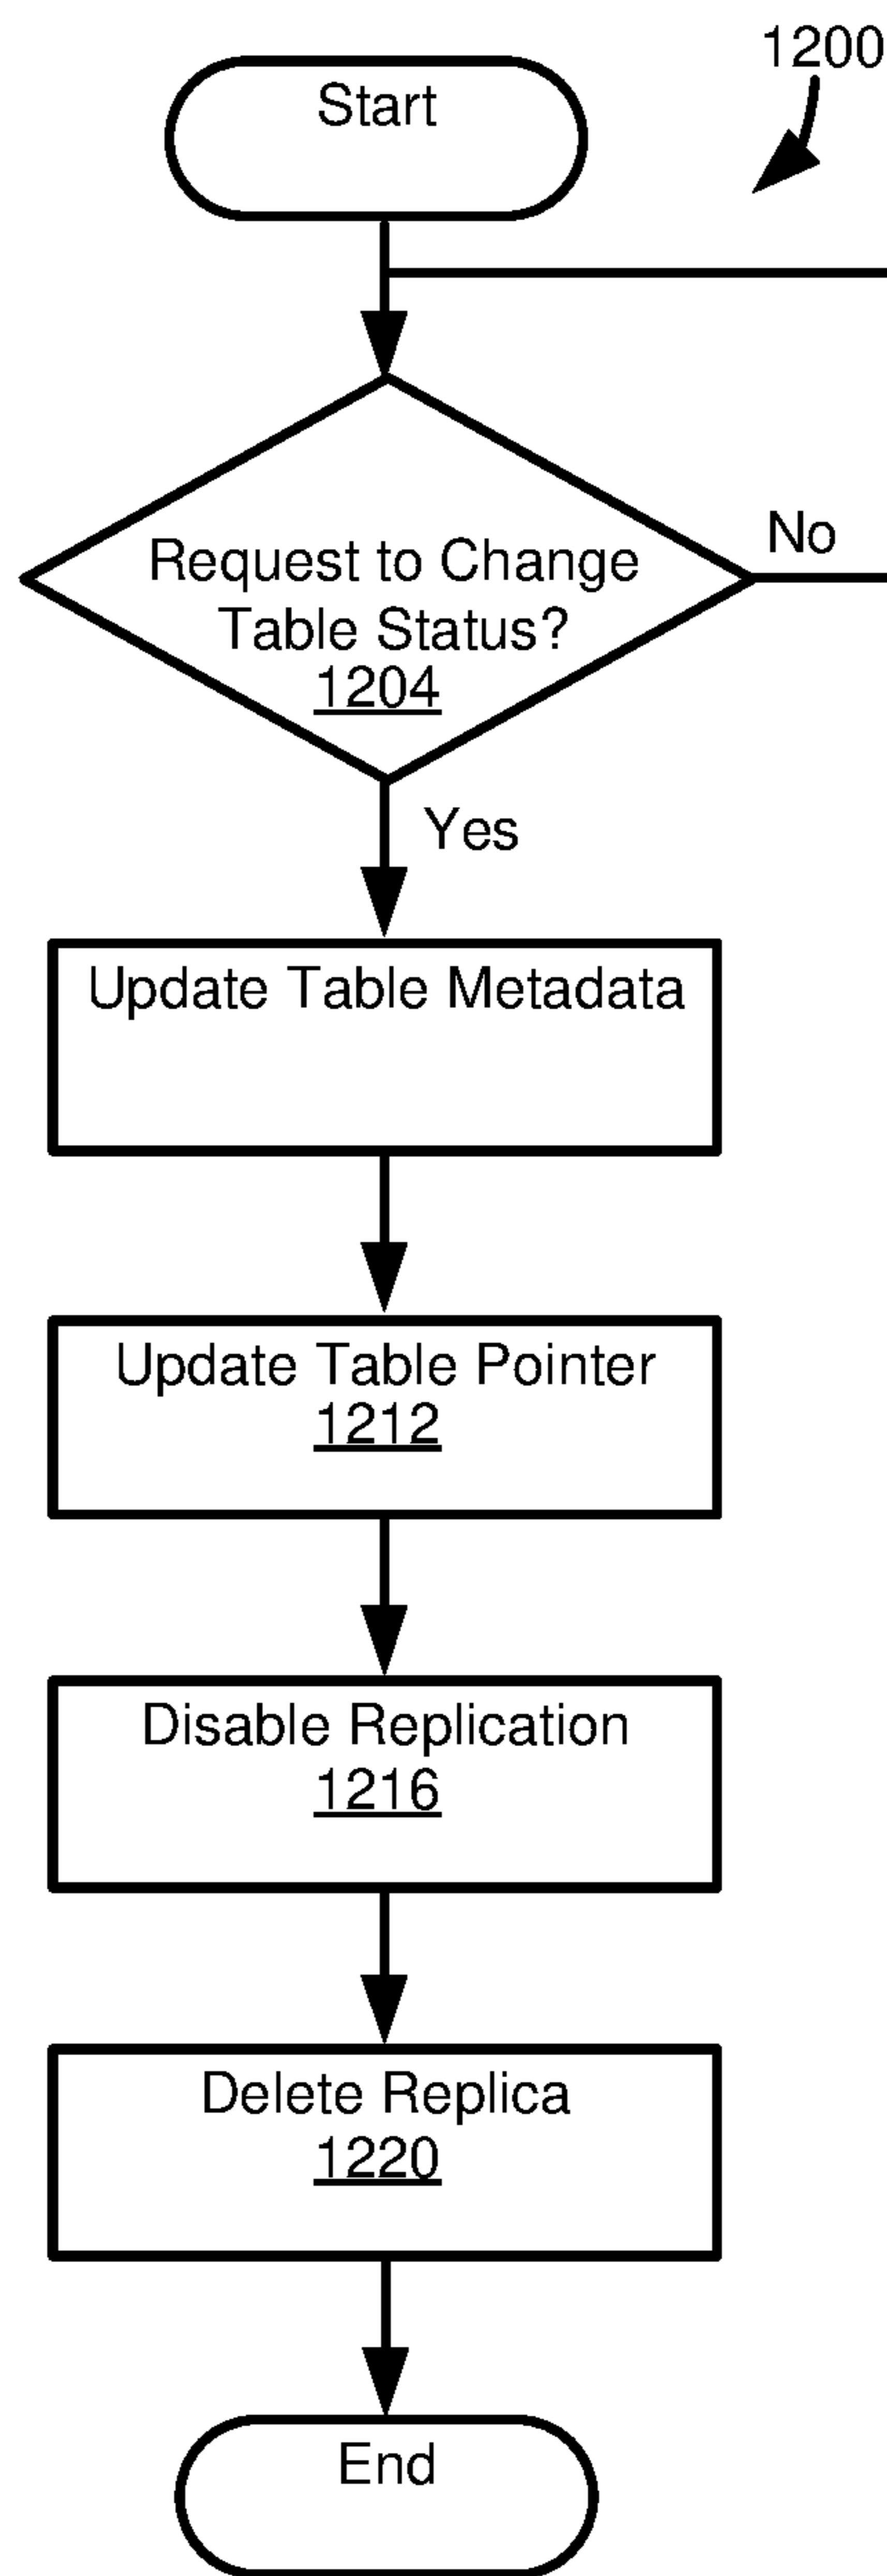 1200
Start
Request to Change
Table Status?
1204
No
Yes
Update Table Metadata
Update Table Pointer
1212
Disable Replication
1216
Delete Replica
1220
End